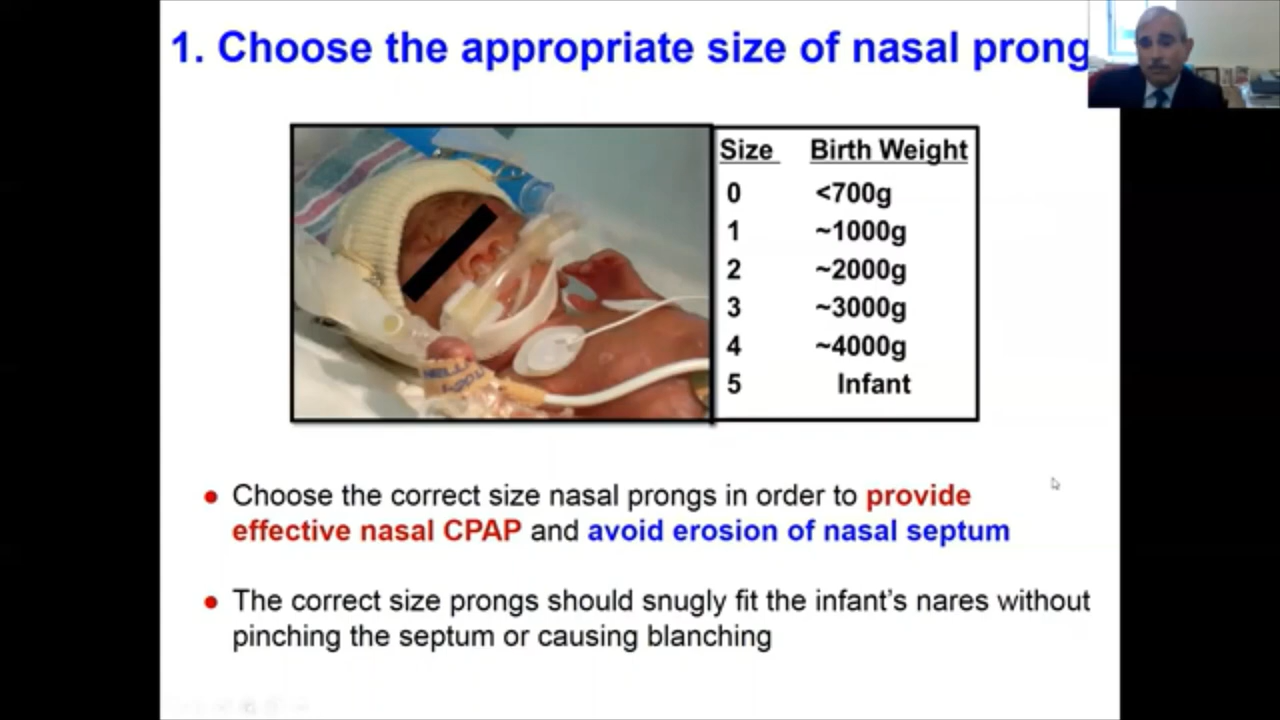 1. Choose the appropriate size of nasal prong
Size Birth Weight
0 <700g
1 ~1000g
2 ~2000g
3 ~3000g
4 ~4000g
5 Infant
● Choose the correct size nasal prongs in order to provide
effective nasal CPAP and avoid erosion of nasal septum
● The correct size prongs should snugly fit the infant's nares without
pinching the septum or causing blanching